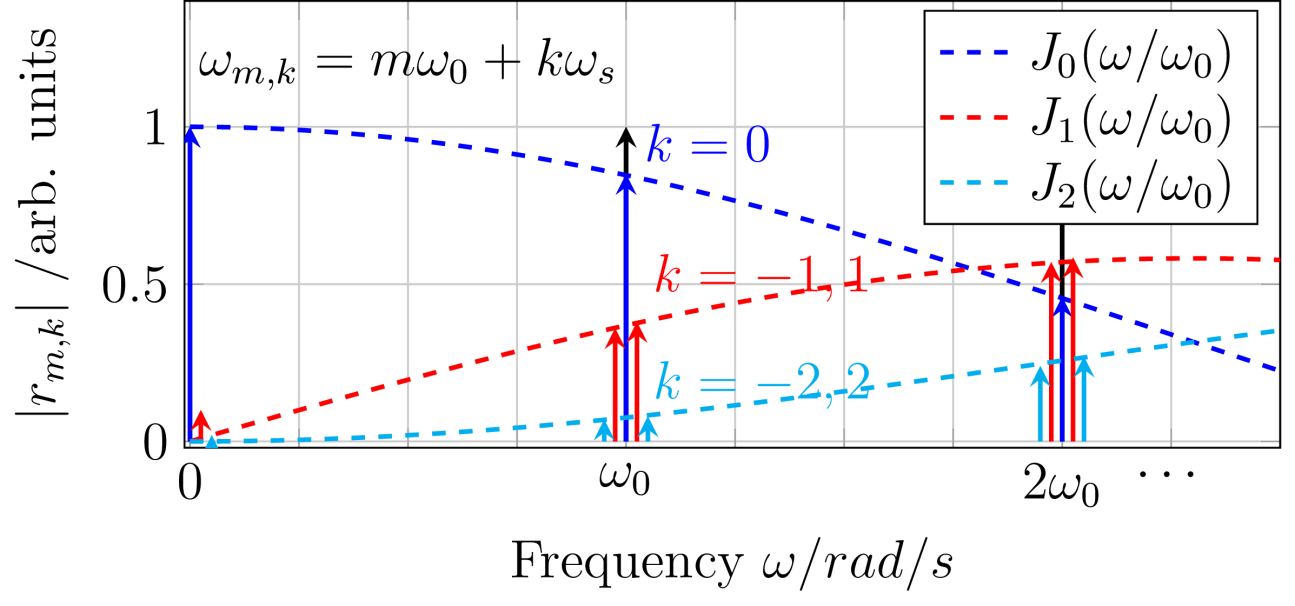 |r_{m,k}| /arb. units
1
0.5
0
ω_{m,k} = mω_0 + kω_s
k = 0
k = −1, 1
k = −2, 2
J_0(ω/ω_0)
J_1(ω/ω_0)
J_2(ω/ω_0)
0
ω_0
2ω_0
···
Frequency ω/rad/s